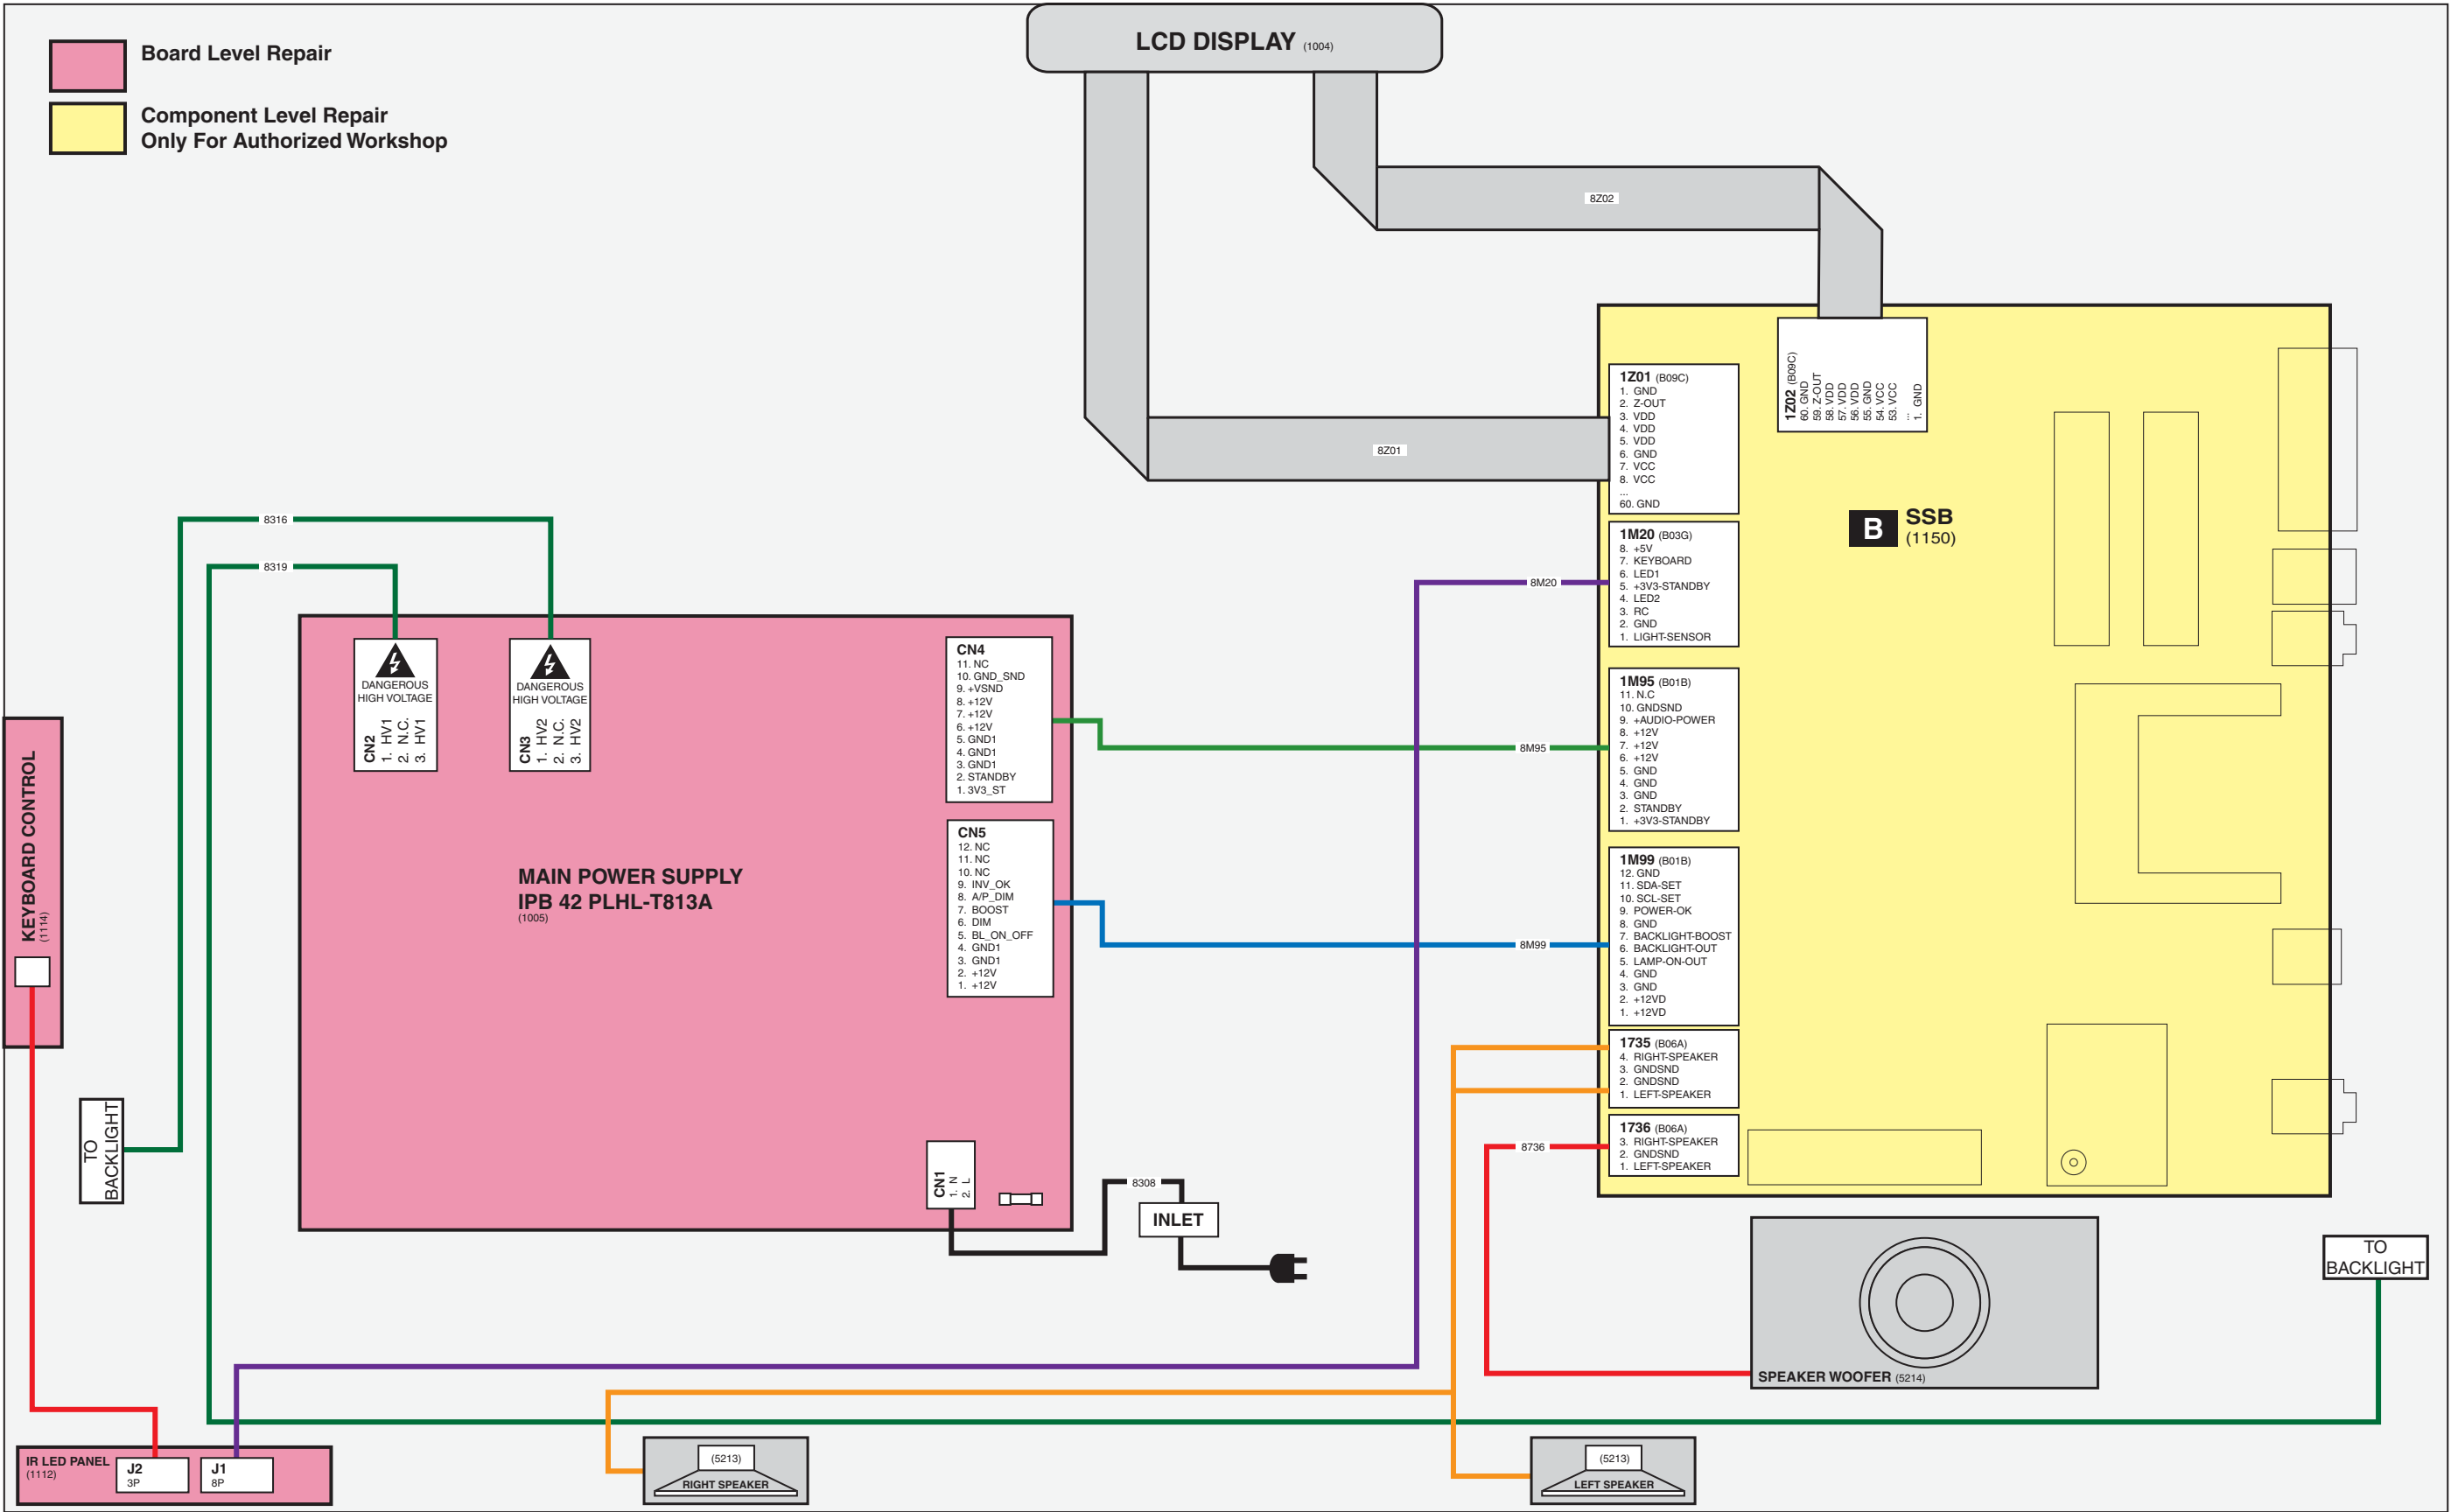 LCD DISPLAY (1004)
Board Level Repair
Component Level Repair
Only For Authorized Workshop
8Z02
8Z01
1Z02 (B09C)
60. GND
59. Z-OUT
58. VDD
57. VDD
56. VDD
55. GND
54. VCC
53. VCC
...
1. GND
1Z01 (B09C)
1. GND
2. Z-OUT
3. VDD
4. VDD
5. VDD
6. GND
7. VCC
8. VCC
...
60. GND
B SSB
(1150)
1M20 (B03G)
8. +5V
7. KEYBOARD
6. LED1
5. +3V3-STANDBY
4. LED2
3. RC
2. GND
1. LIGHT-SENSOR
8M20
8316
8319
DANGEROUS
HIGH VOLTAGE
CN2
1. HV1
2. N.C.
3. HV1
DANGEROUS
HIGH VOLTAGE
CN3
1. HV2
2. N.C.
3. HV2
CN4
11. NC
10. GND_SND
9. +VSND
8. +12V
7. +12V
6. +12V
5. GND1
4. GND1
3. GND1
2. STANDBY
1. 3V3_ST
8M95
1M95 (B01B)
11. N.C
10. GNDSND
9. +AUDIO-POWER
8. +12V
7. +12V
6. +12V
5. GND
4. GND
3. GND
2. STANDBY
1. +3V3-STANDBY
KEYBOARD CONTROL
(1114)
MAIN POWER SUPPLY
IPB 42 PLHL-T813A
(1005)
CN5
12. NC
11. NC
10. NC
9. INV_OK
8. A/P_DIM
7. BOOST
6. DIM
5. BL_ON_OFF
4. GND1
3. GND1
2. +12V
1. +12V
8M99
1M99 (B01B)
12. GND
11. SDA-SET
10. SCL-SET
9. POWER-OK
8. GND
7. BACKLIGHT-BOOST
6. BACKLIGHT-OUT
5. LAMP-ON-OUT
4. GND
3. GND
2. +12VD
1. +12VD
1735 (B06A)
4. RIGHT-SPEAKER
3. GNDSND
2. GNDSND
1. LEFT-SPEAKER
1736 (B06A)
3. RIGHT-SPEAKER
2. GNDSND
1. LEFT-SPEAKER
8736
TO
BACKLIGHT
CN1
1. N
2. L
8308
INLET
TO
BACKLIGHT
SPEAKER WOOFER (5214)
IR LED PANEL
(1112)
J2
3P
J1
8P
(5213)
RIGHT SPEAKER
(5213)
LEFT SPEAKER